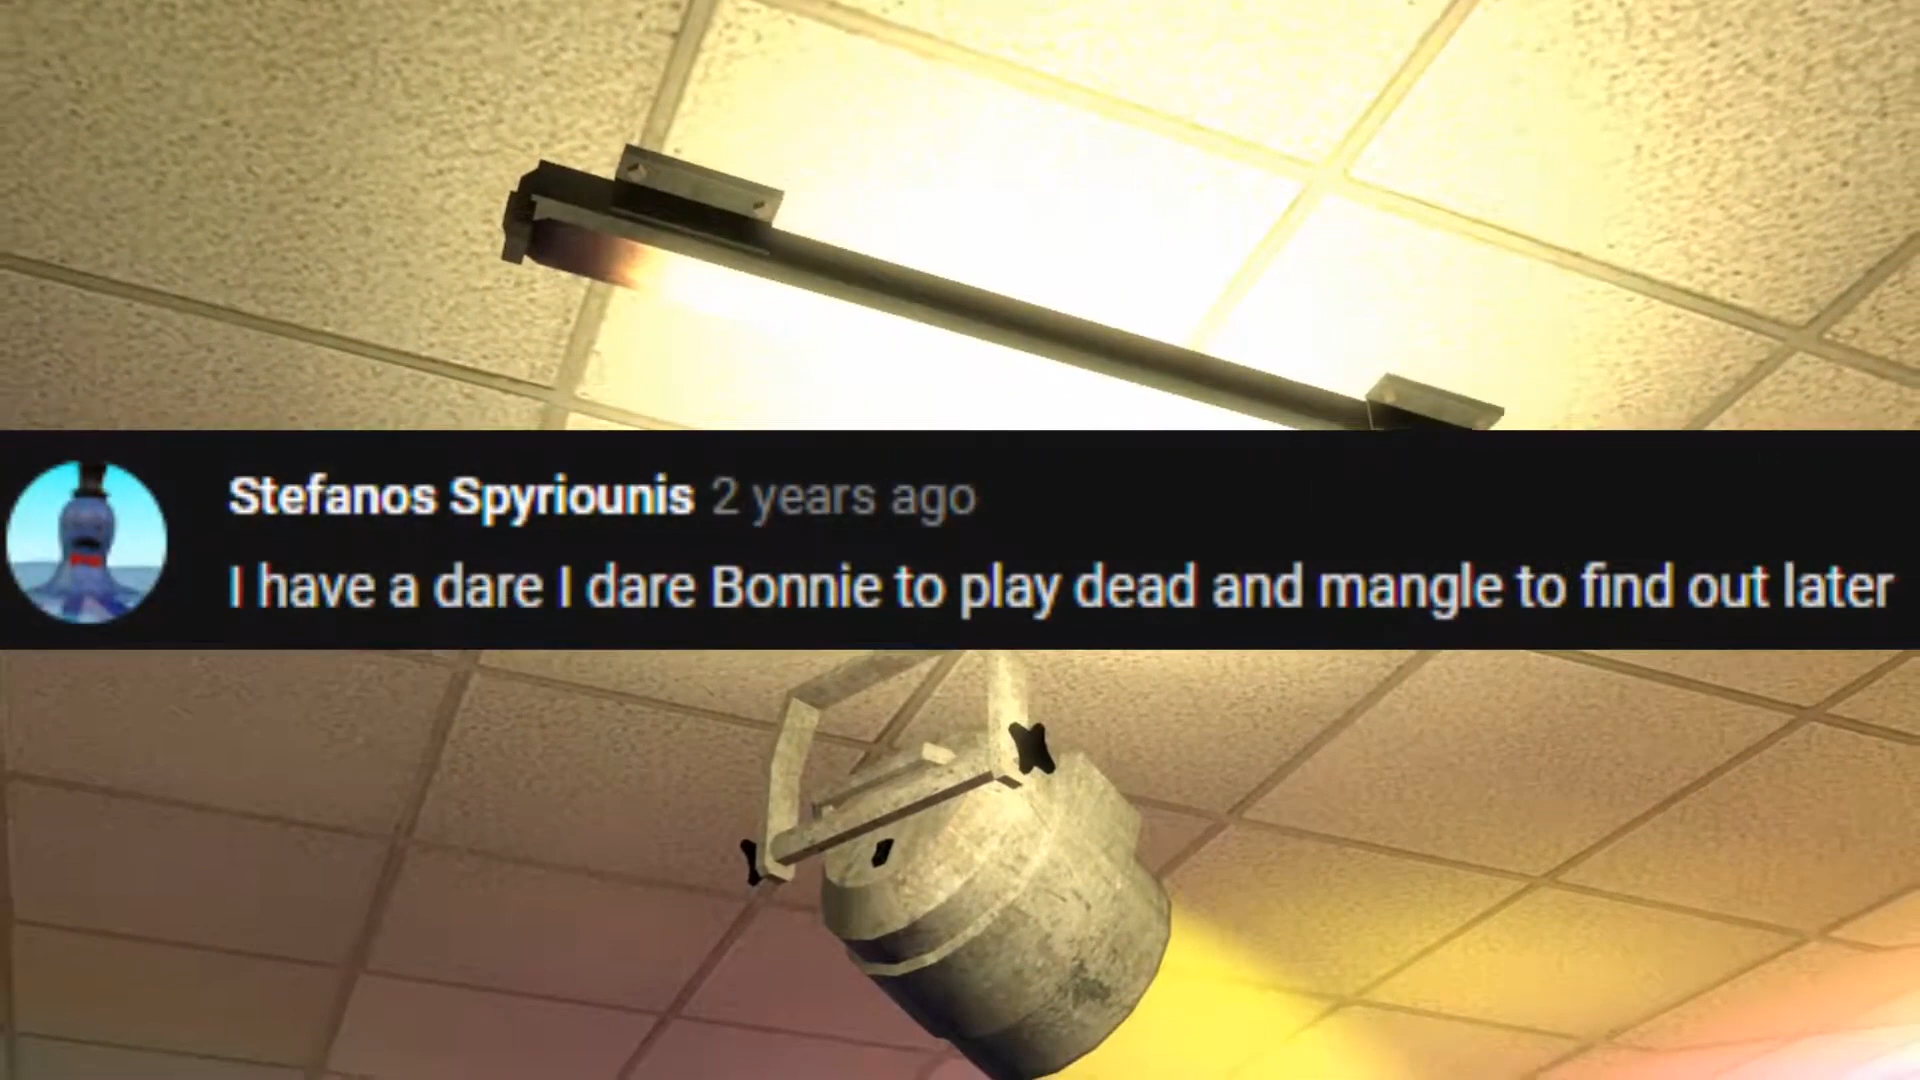 Stefanos Spyriounis 2 years ago
I have a dare I dare Bonnie to play dead and mangle to find out later